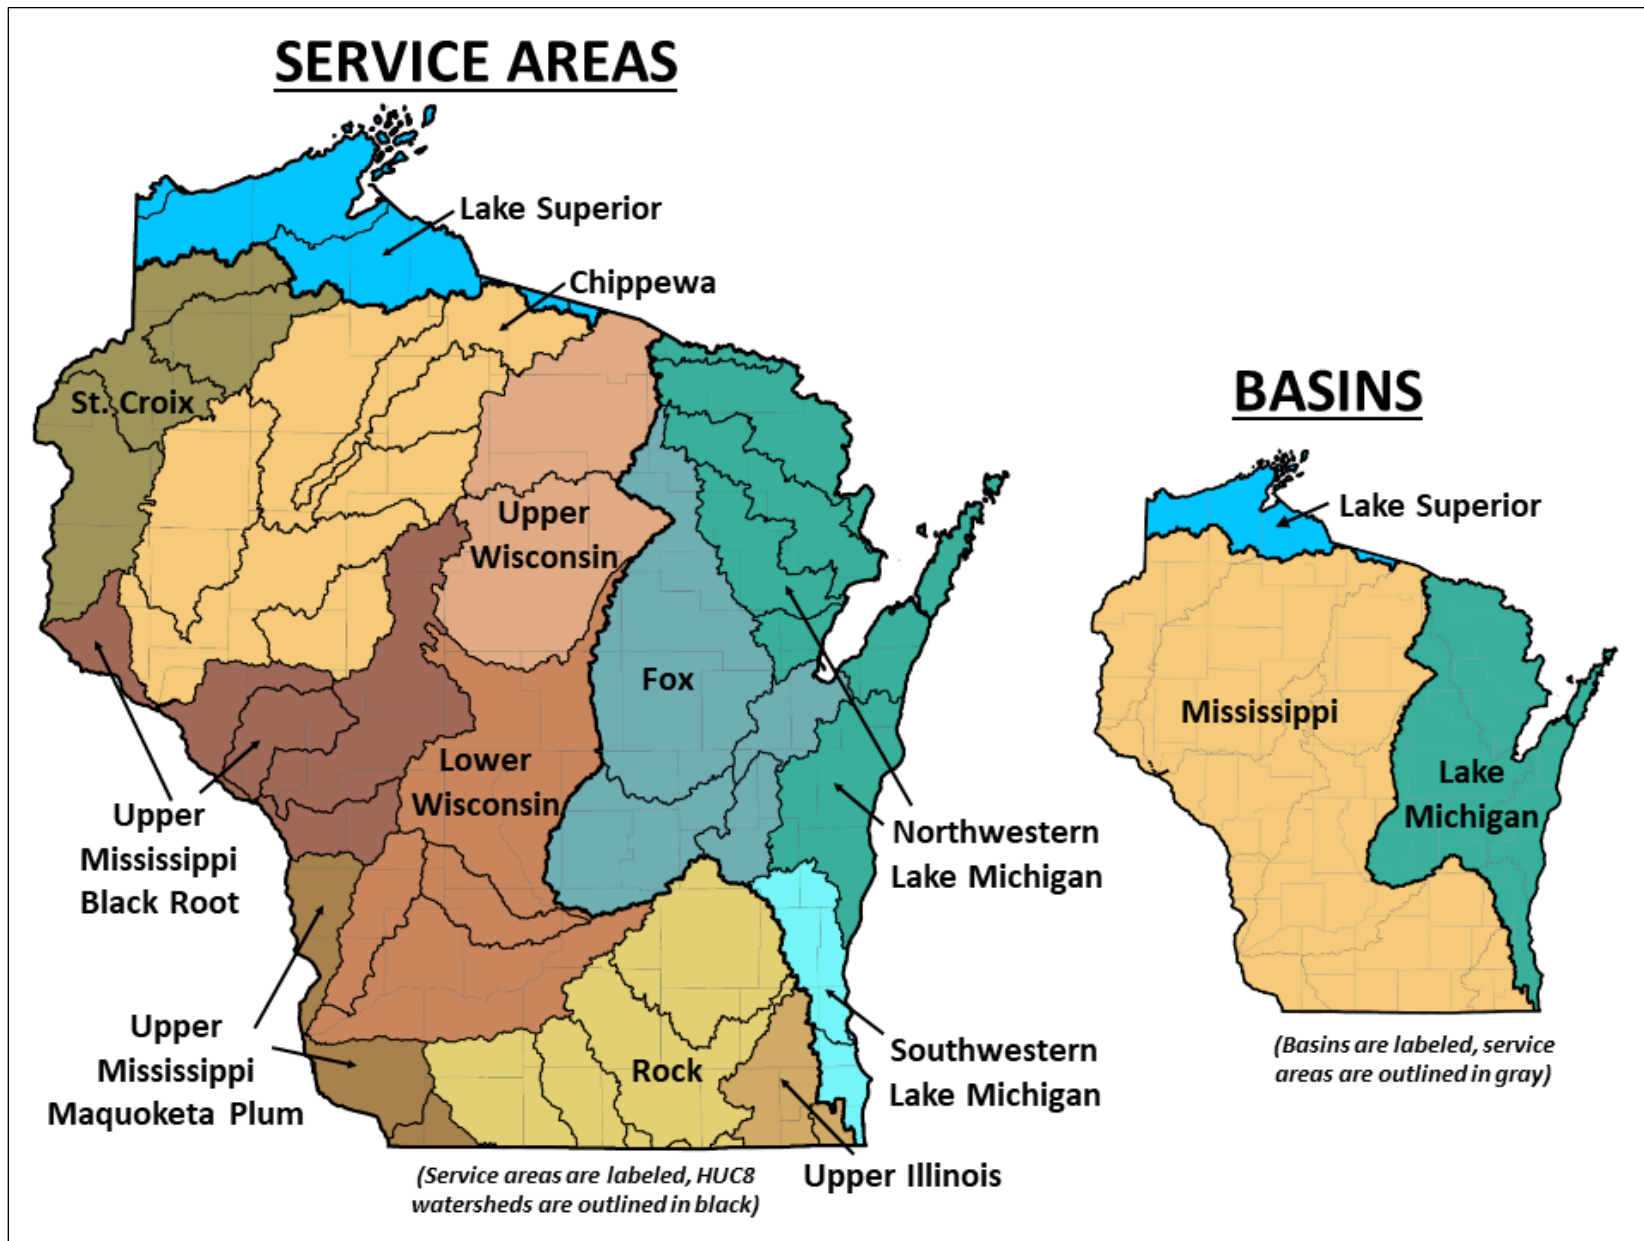 SERVICE AREAS
Lake Superior
Chippewa
St. Croix
Upper
Wisconsin
Fox
Lower
Wisconsin
Upper
Mississippi
Black Root
Northwestern
Lake Michigan
Upper
Mississippi
Maquoketa Plum
Rock
Southwestern
Lake Michigan
Upper Illinois
(Service areas are labeled, HUC8
watersheds are outlined in black)
BASINS
Lake Superior
Mississippi
Lake
Michigan
(Basins are labeled, service
areas are outlined in gray)